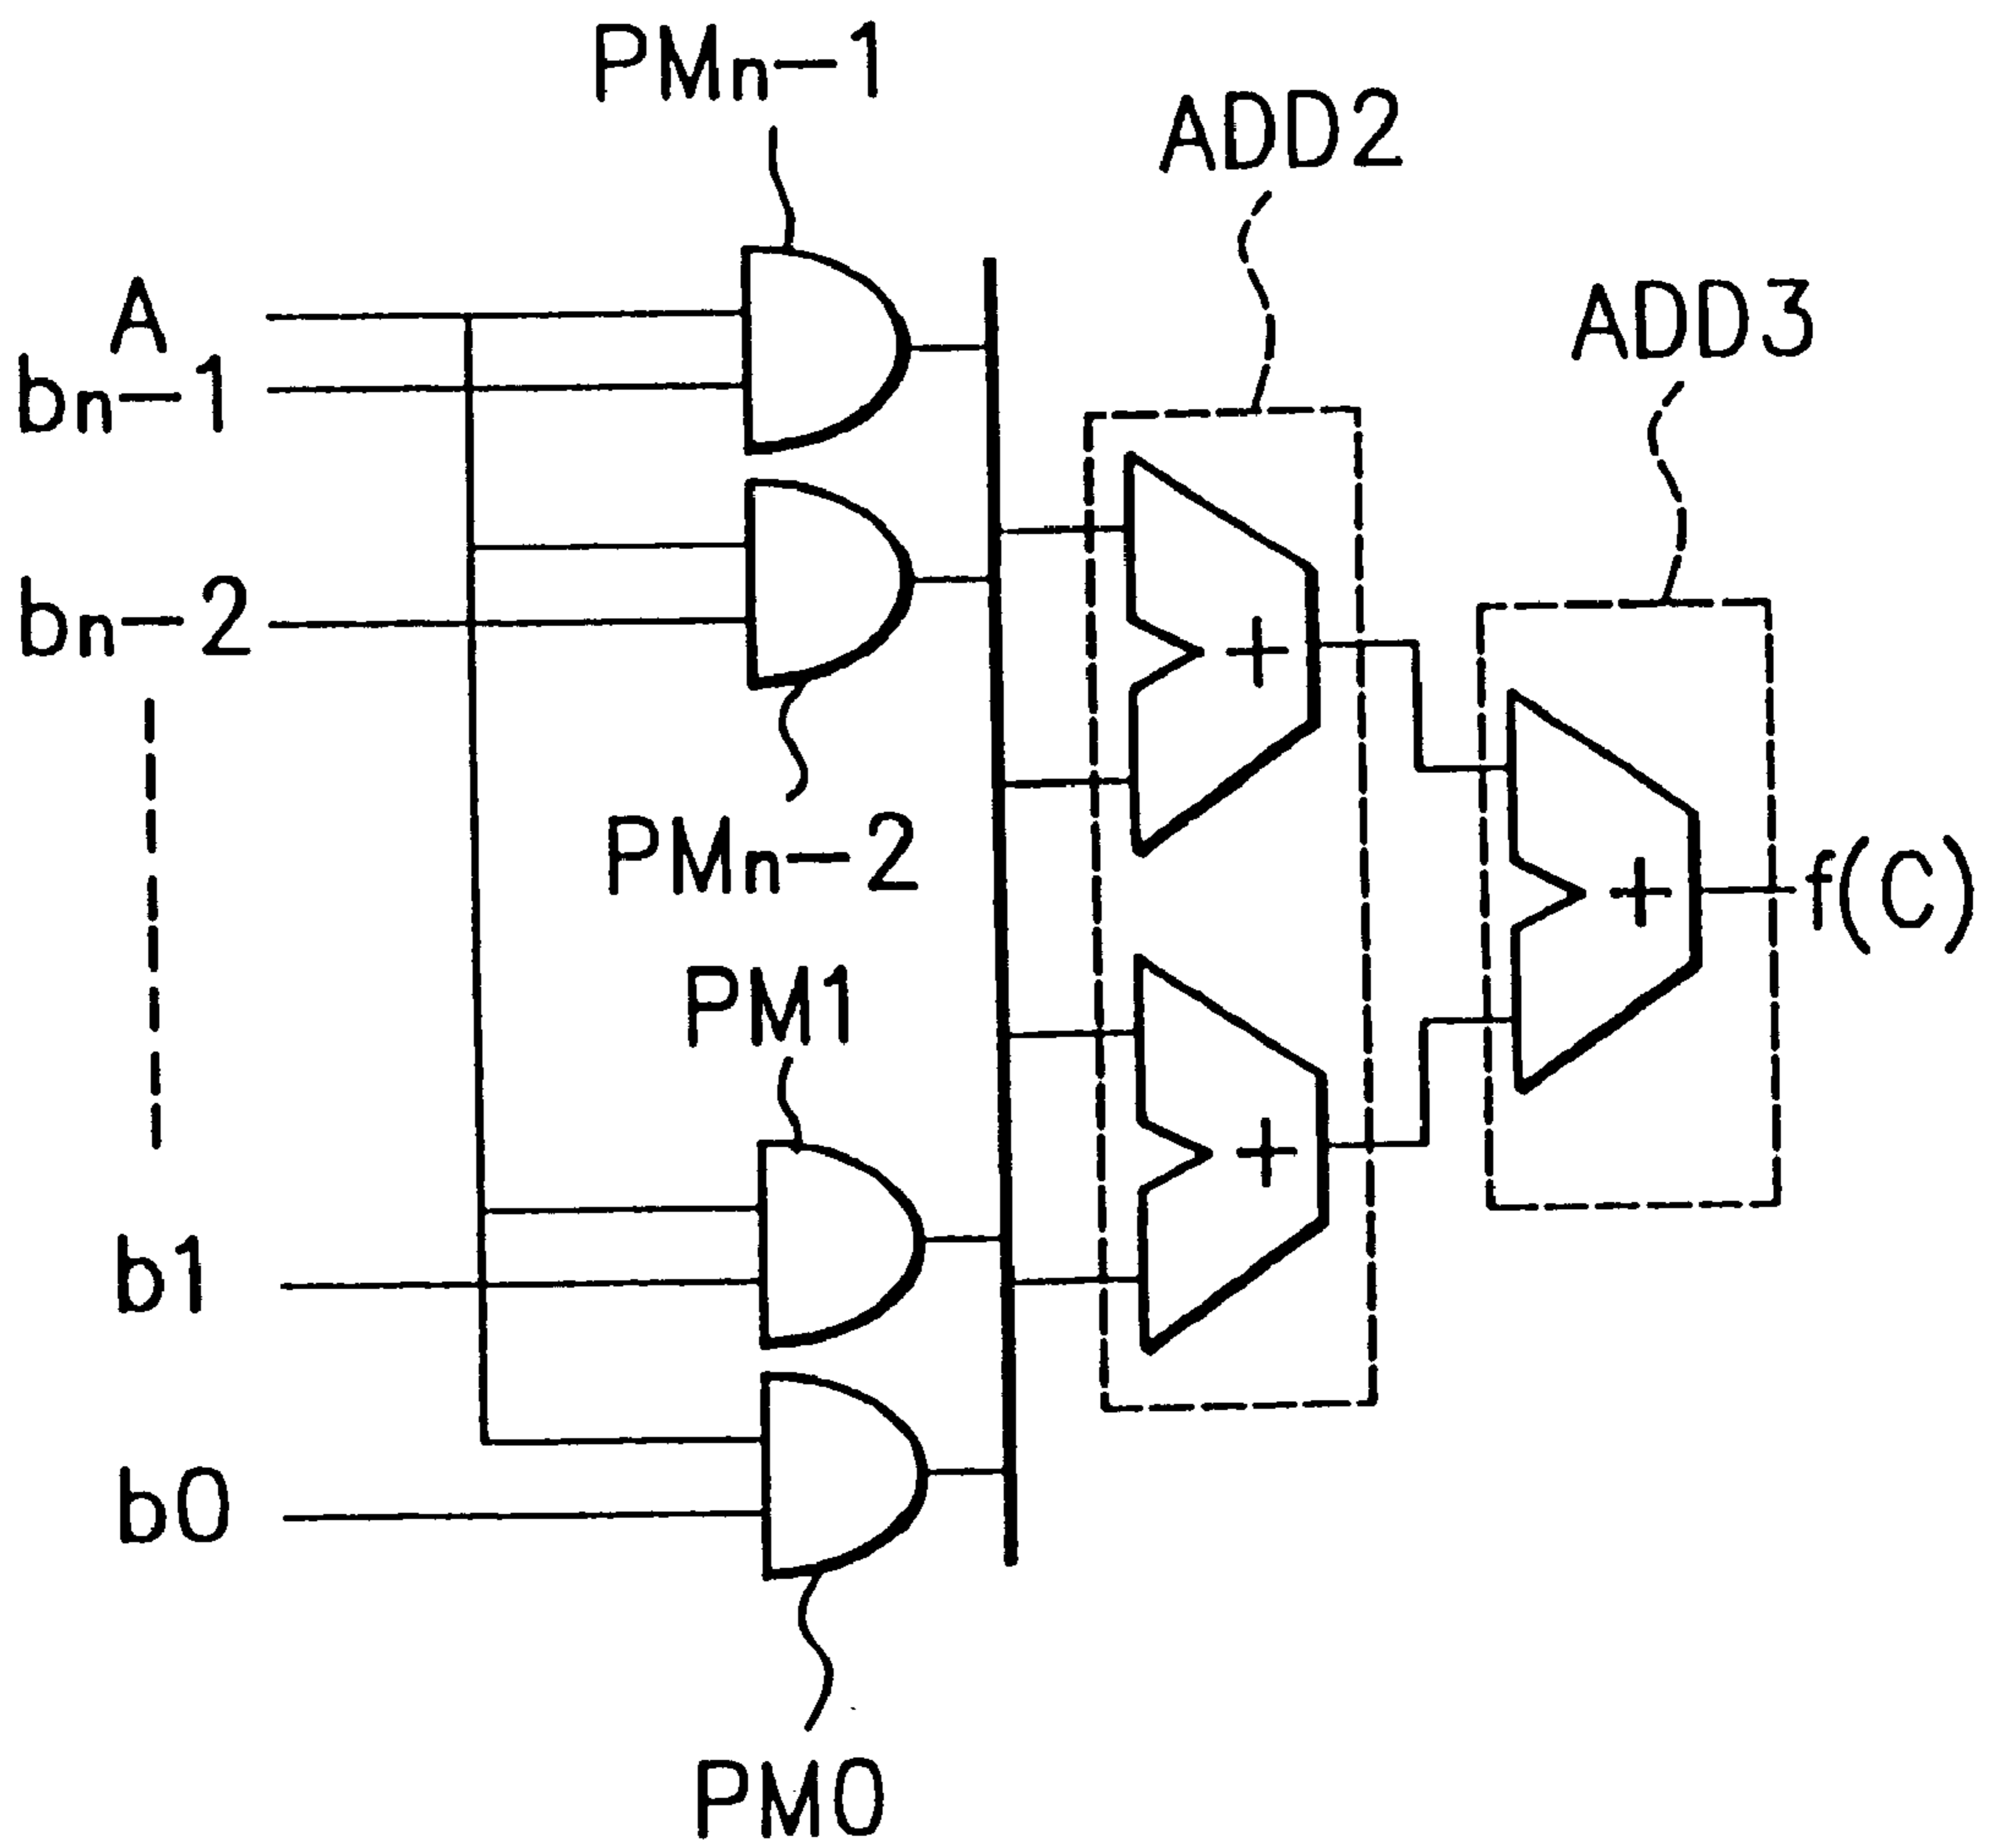 PMn-1
ADD2
ADD3
A
bn-1
bn-2
PMn-2
+
+
f(C)
PM1
+
b1
b0
PM0